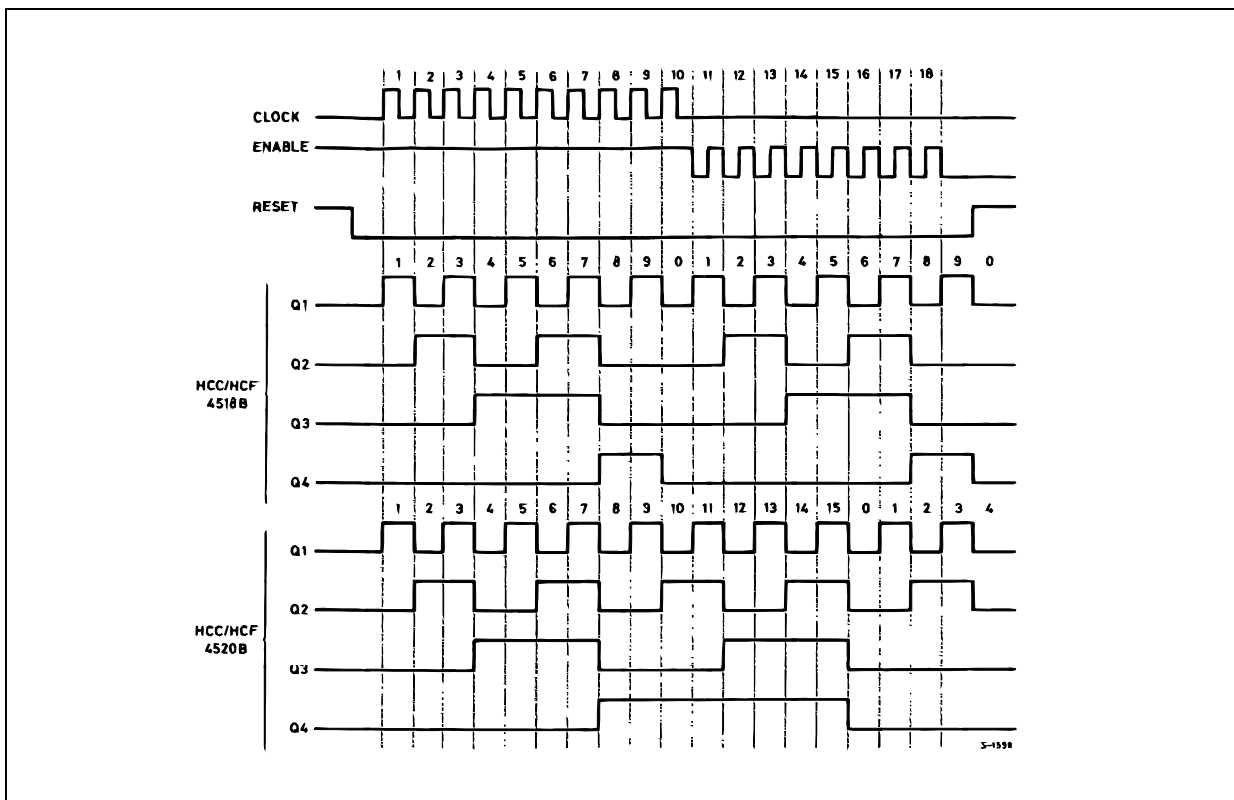 1 2 3 4 5 6 7 8 9 10 11 12 13 14 15 16 17 18
CLOCK
ENABLE
RESET
1 2 3 4 5 6 7 8 9 0 1 2 3 4 5 6 7 8 9 0
Q1
Q2
HCC/HCF
4518B
Q3
Q4
1 2 3 4 5 6 7 8 9 10 11 12 13 14 15 0 1 2 3 4
Q1
Q2
HCC/HCF
4520B
Q3
Q4
S-1590